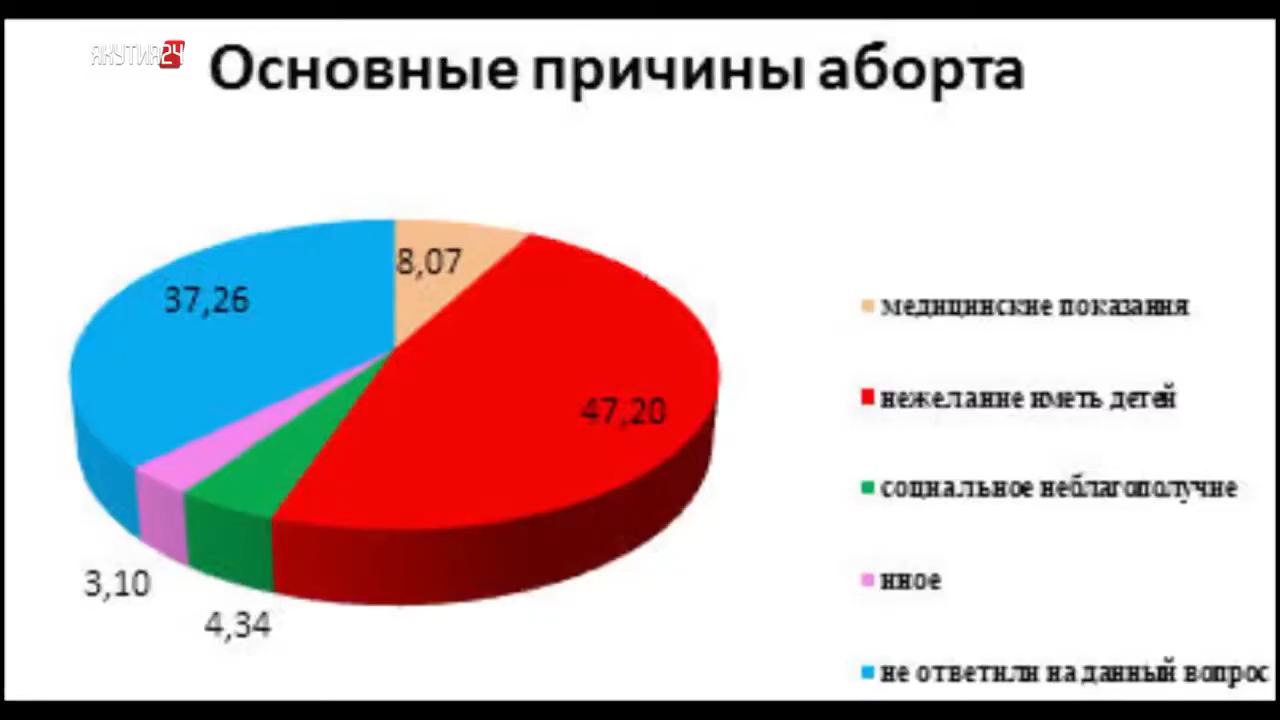 ЯКУТИЯ24
Основные причины аборта
8,07
37,26
47,20
3,10
4,34
медицинские показания
нежелание иметь детей
социальное неблагополучие
иное
не ответили на данный вопрос